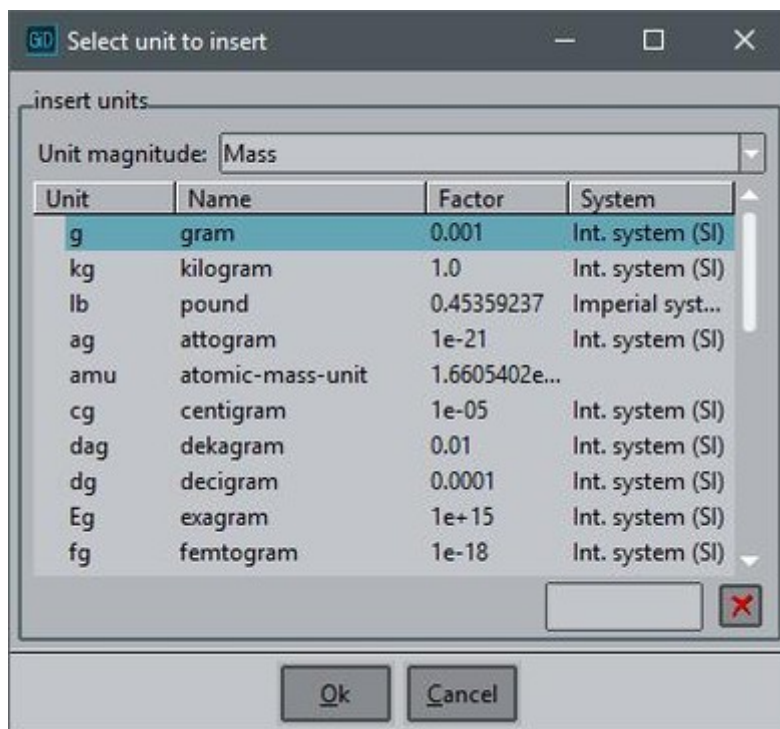 GiD Select unit to insert
insert units
Unit magnitude: Mass
Unit Name Factor System
g gram 0.001 Int. system (SI)
kg kilogram 1.0 Int. system (SI)
lb pound 0.45359237 Imperial syst...
ag attogram 1e-21 Int. system (SI)
amu atomic-mass-unit 1.6605402e...
cg centigram 1e-05 Int. system (SI)
dag dekagram 0.01 Int. system (SI)
dg decigram 0.0001 Int. system (SI)
Eg exagram 1e+15 Int. system (SI)
fg femtogram 1e-18 Int. system (SI)
Ok Cancel